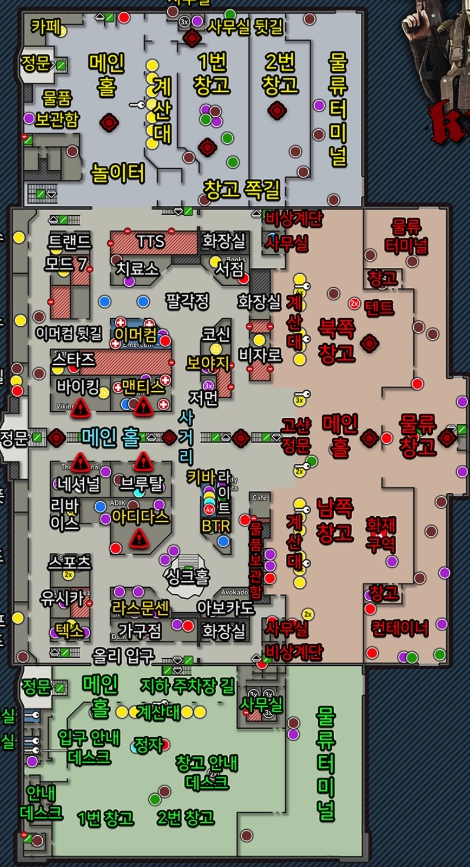 카페
사무실 뒷길
정문
메인
홀
계
산
대
1번
창고
2번
창고
물
류
터
미
널
물품
보관함
놀이터
창고 쪽길
비상계단
사무실
트랜드
모드 7
TTS
화장실
치료소
서점
물류
터미널
창고
텐트
팔각정
화장실
이머컴 뒷길
이머컴
코신
비자로
계
산
대
북쪽
창고
스타즈
보야지
바이킹
맨티스
저먼
정문
메인 홀
사
거
리
고산
정문
메인
홀
물류
창고
네셔널
브루탈
키바
라
이
트
리바
이스
ADIK
아디다스
BTR
Cafe
물
품
보
관
함
계
산
대
남쪽
창고
화재
구역
스포츠
싱크홀
유시카
라스문센
아보카도
텍소
가구점
화장실
창고
컨테이너
사무실
비상계단
올리 입구
정문
메인
홀
지하 주차장 길
계산대
사무실
물
류
터
미
널
실
실
입구 안내
데스크
정자
창고 안내
데스크
안내
데스크
1번 창고
2번 창고